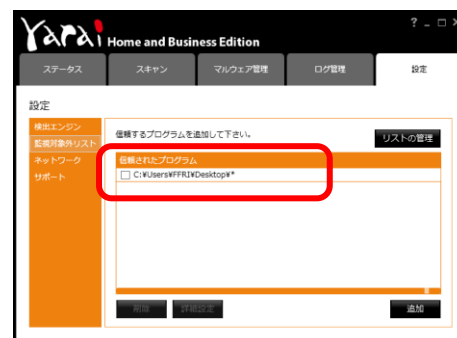 Yarai Home and Business Edition
? _ □ ×
ステータス スキャン マルウェア管理 ログ管理 設定
設定
検出エンジン
監視対象外リスト
ネットワーク
サポート
信頼するプログラムを追加して下さい。
リストの管理
信頼されたプログラム
C:¥Users¥FFRI¥Desktop¥*
削除 詳細設定 追加